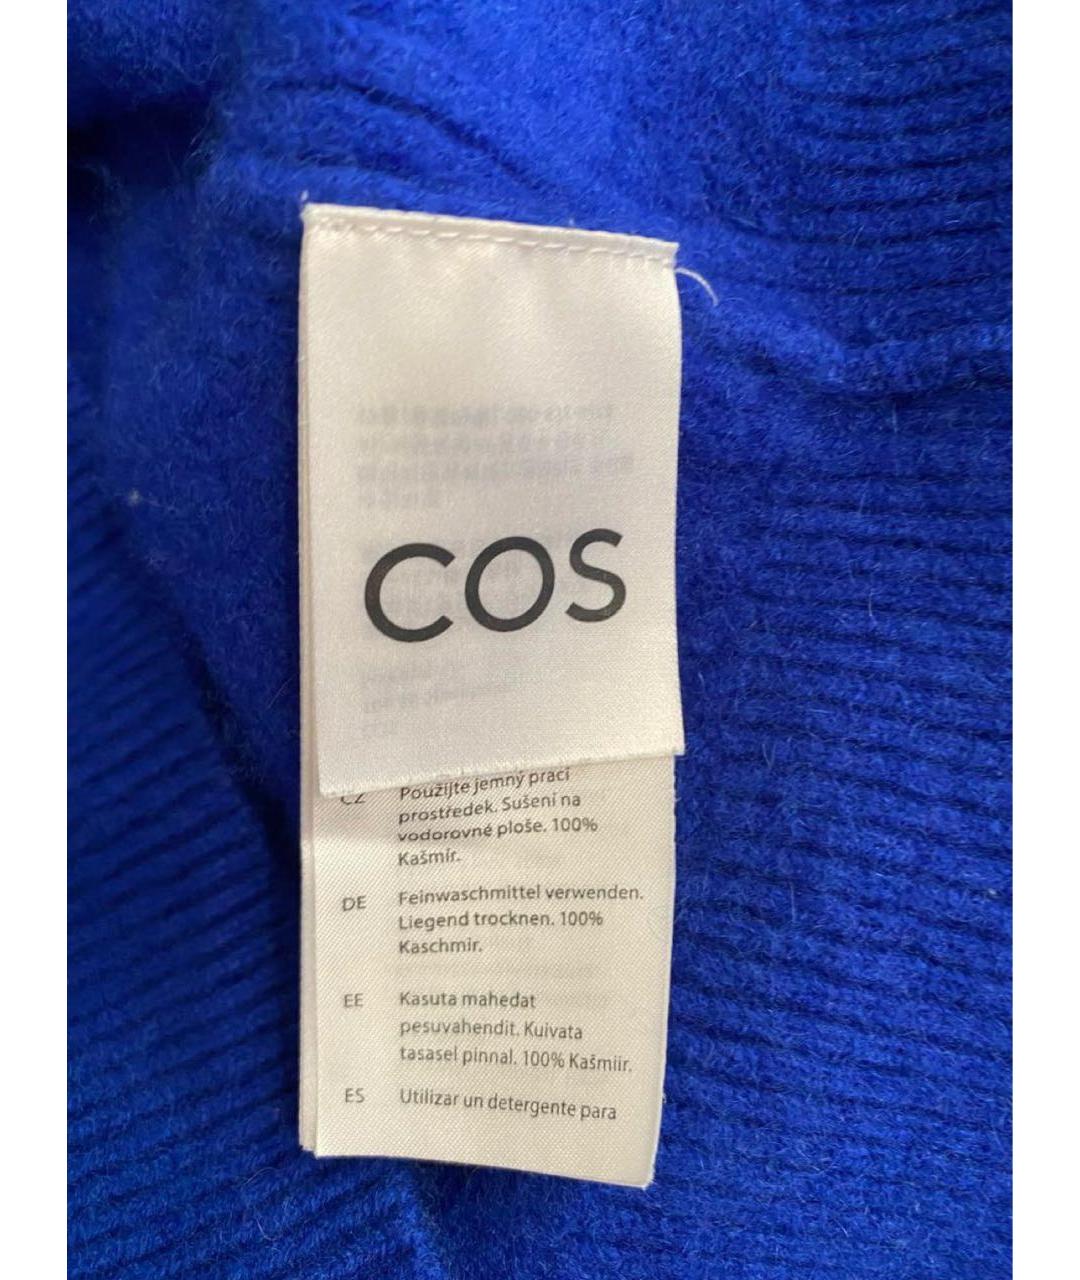 COS
CZ Použijte jemný prací
prostředek. Sušení na
vodorovné ploše. 100%
Kašmír.
DE Feinwaschmittel verwenden.
Liegend trocknen. 100%
Kaschmir.
EE Kasuta mahedat
pesuvahendit. Kuivata
tasasel pinnal. 100% Kašmiir.
ES Utilizar un detergente para